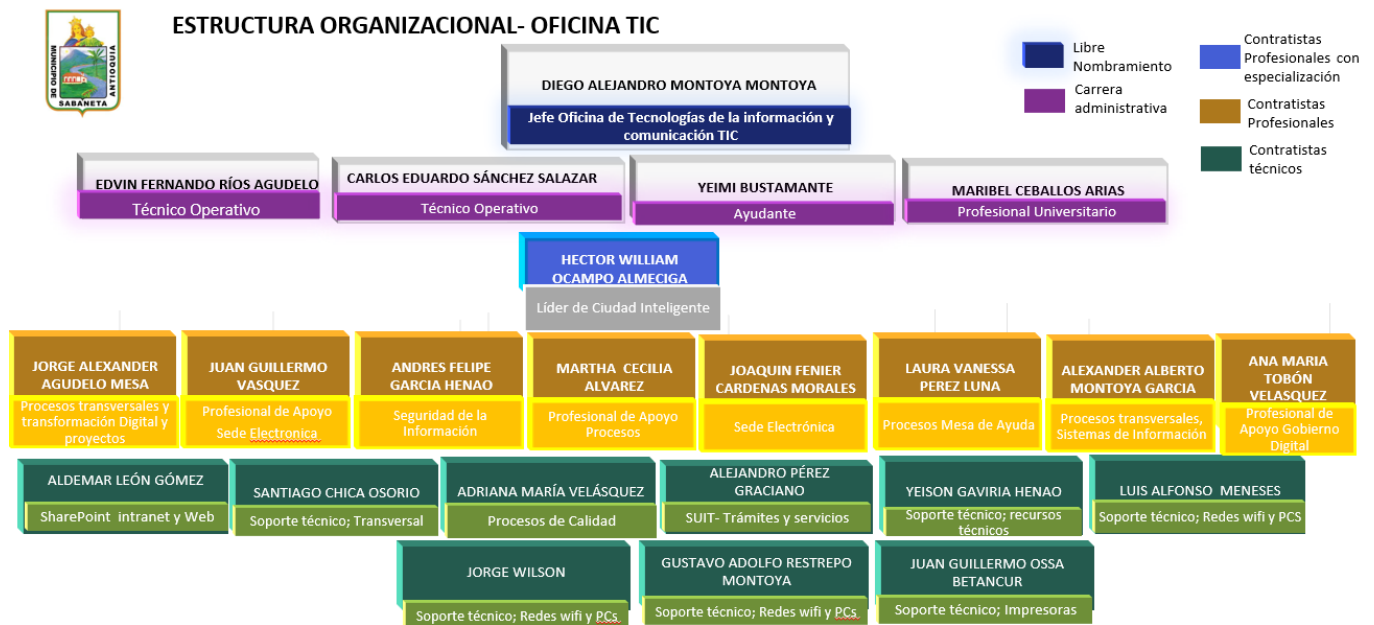 ESTRUCTURA ORGANIZACIONAL- OFICINA TIC
MUNICIPIO DE SABANETA ANTIOQUIA
Libre
Nombramiento
Carrera
administrativa
Contratistas
Profesionales con
especialización
Contratistas
Profesionales
Contratistas
técnicos
DIEGO ALEJANDRO MONTOYA MONTOYA
Jefe Oficina de Tecnologías de la información y
comunicación TIC
EDVIN FERNANDO RÍOS AGUDELO
Técnico Operativo
CARLOS EDUARDO SÁNCHEZ SALAZAR
Técnico Operativo
YEIMI BUSTAMANTE
Ayudante
MARIBEL CEBALLOS ARIAS
Profesional Universitario
HECTOR WILLIAM
OCAMPO ALMECIGA
Líder de Ciudad Inteligente
JORGE ALEXANDER
AGUDELO MESA
Procesos transversales y
transformación Digital y
proyectos
JUAN GUILLERMO
VASQUEZ
Profesional de Apoyo
Sede Electronica
ANDRES FELIPE
GARCIA HENAO
Seguridad de la
Información
MARTHA CECILIA
ALVAREZ
Profesional de Apoyo
Procesos
JOAQUIN FENIER
CARDENAS MORALES
Sede Electrónica
LAURA VANESSA
PEREZ LUNA
Procesos Mesa de Ayuda
ALEXANDER ALBERTO
MONTOYA GARCIA
Procesos transversales,
Sistemas de Información
ANA MARIA
TOBÓN
VELASQUEZ
Profesional de
Apoyo Gobierno
Digital
ALDEMAR LEÓN GÓMEZ
SharePoint intranet y Web
SANTIAGO CHICA OSORIO
Soporte técnico; Transversal
ADRIANA MARÍA VELÁSQUEZ
Procesos de Calidad
ALEJANDRO PÉREZ
GRACIANO
SUIT- Trámites y servicios
YEISON GAVIRIA HENAO
Soporte técnico; recursos
técnicos
LUIS ALFONSO MENESES
Soporte técnico; Redes wifi y PCS
JORGE WILSON
Soporte técnico; Redes wifi y PCs
GUSTAVO ADOLFO RESTREPO
MONTOYA
Soporte técnico; Redes wifi y PCs
JUAN GUILLERMO OSSA
BETANCUR
Soporte técnico; Impresoras